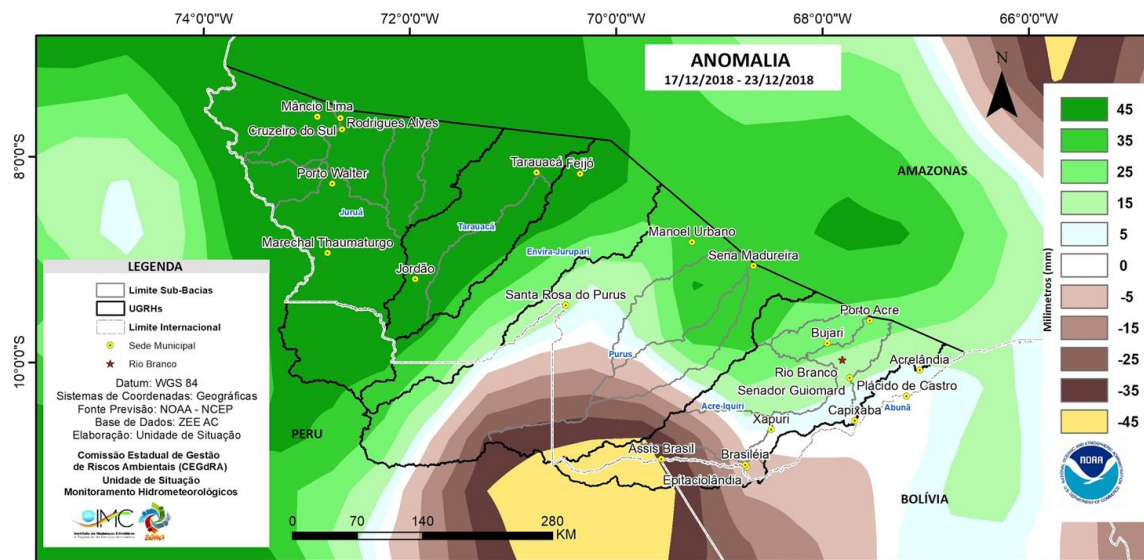 74°0'0"W 72°0'0"W 70°0'0"W 68°0'0"W 66°0'0"W
ANOMALIA
17/12/2018 - 23/12/2018
N
8°0'0"S
10°0'0"S
Mâncio Lima
Cruzeiro do Sul
Rodrigues Alves
Porto Walter
Juruá
Marechal Thaumaturgo
Tarauacá
Feijó
Tarauacá
Jordão
Envira-Jurupari
Manoel Urbano
Sena Madureira
AMAZONAS
Santa Rosa do Purus
Purus
Porto Acre
Bujari
Rio Branco
Senador Guiomard
Acrelândia
Plácido de Castro
Abunã
Acre-Iquiri
Capixaba
Xapuri
Assis Brasil
Brasiléia
Epitaciolândia
PERU
BOLÍVIA
LEGENDA
Limite Sub-Bacias
UGRHs
Limite Internacional
Sede Municipal
Rio Branco
Datum: WGS 84
Sistemas de Coordenadas: Geográficas
Fonte Previsão: NOAA - NCEP
Base de Dados: ZEE AC
Elaboração: Unidade de Situação
Comissão Estadual de Gestão
de Riscos Ambientais (CEGdRA)
Unidade de Situação
Monitoramento Hidrometeorológicos
IMC
0 70 140 280
KM
Milímetros (mm)
45
35
25
15
5
0
-5
-15
-25
-35
-45
NOAA